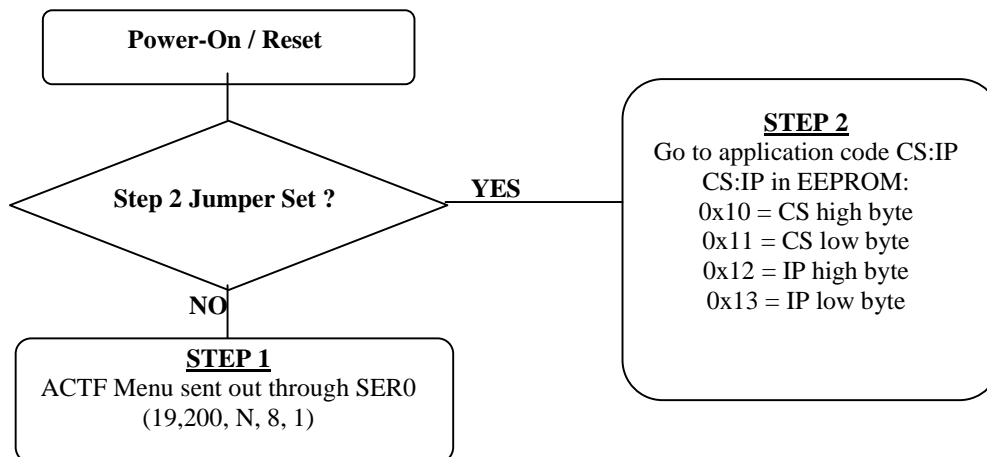 Power-On / Reset
Step 2 Jumper Set ?
YES
STEP 2
Go to application code CS:IP
CS:IP in EEPROM:
0x10 = CS high byte
0x11 = CS low byte
0x12 = IP high byte
0x13 = IP low byte
NO
STEP 1
ACTF Menu sent out through SER0
(19,200, N, 8, 1)